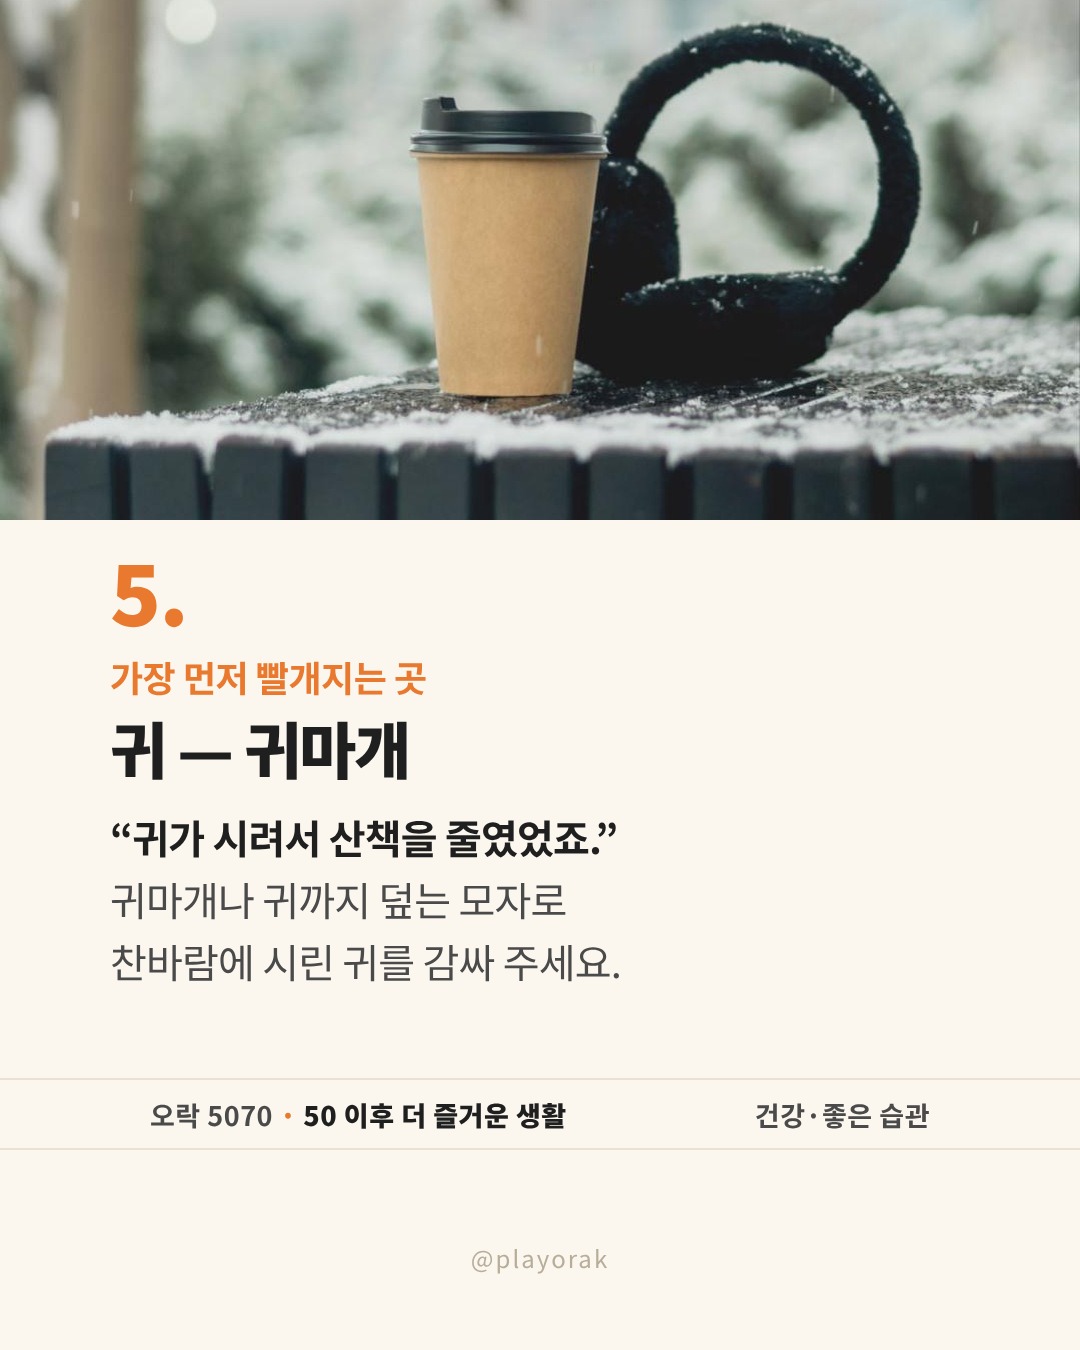 5.
가장 먼저 빨개지는 곳
귀 — 귀마개
“귀가 시려서 산책을 줄였었죠.”
귀마개나 귀까지 덮는 모자로
찬바람에 시린 귀를 감싸 주세요.
오락 5070 · 50 이후 더 즐거운 생활
건강·좋은 습관
@playorak